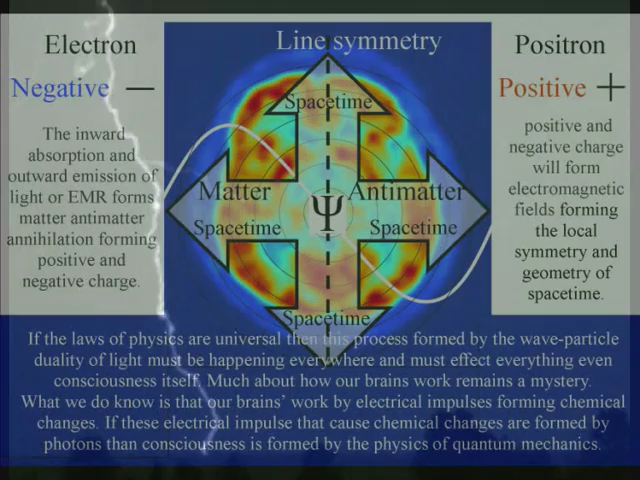 Electron
Line symmetry
Positron
Negative −
Positive +
The inward
absorption and
outward emission of
light or EMR forms
matter antimatter
annihilation forming
positive and
negative charge.
Spacetime
Matter
Antimatter
Ψ
Spacetime
Spacetime
Spacetime
positive and
negative charge
will form
electromagnetic
fields forming
the local
symmetry and
geometry of
spacetime.
If the laws of physics are universal then this process formed by the wave-particle
duality of light must be happening everywhere and must effect everything even
consciousness itself. Much about how our brains work remains a mystery.
What we do know is that our brains' work by electrical impulses forming chemical
changes. If these electrical impulse that cause chemical changes are formed by
photons than consciousness is formed by the physics of quantum mechanics.